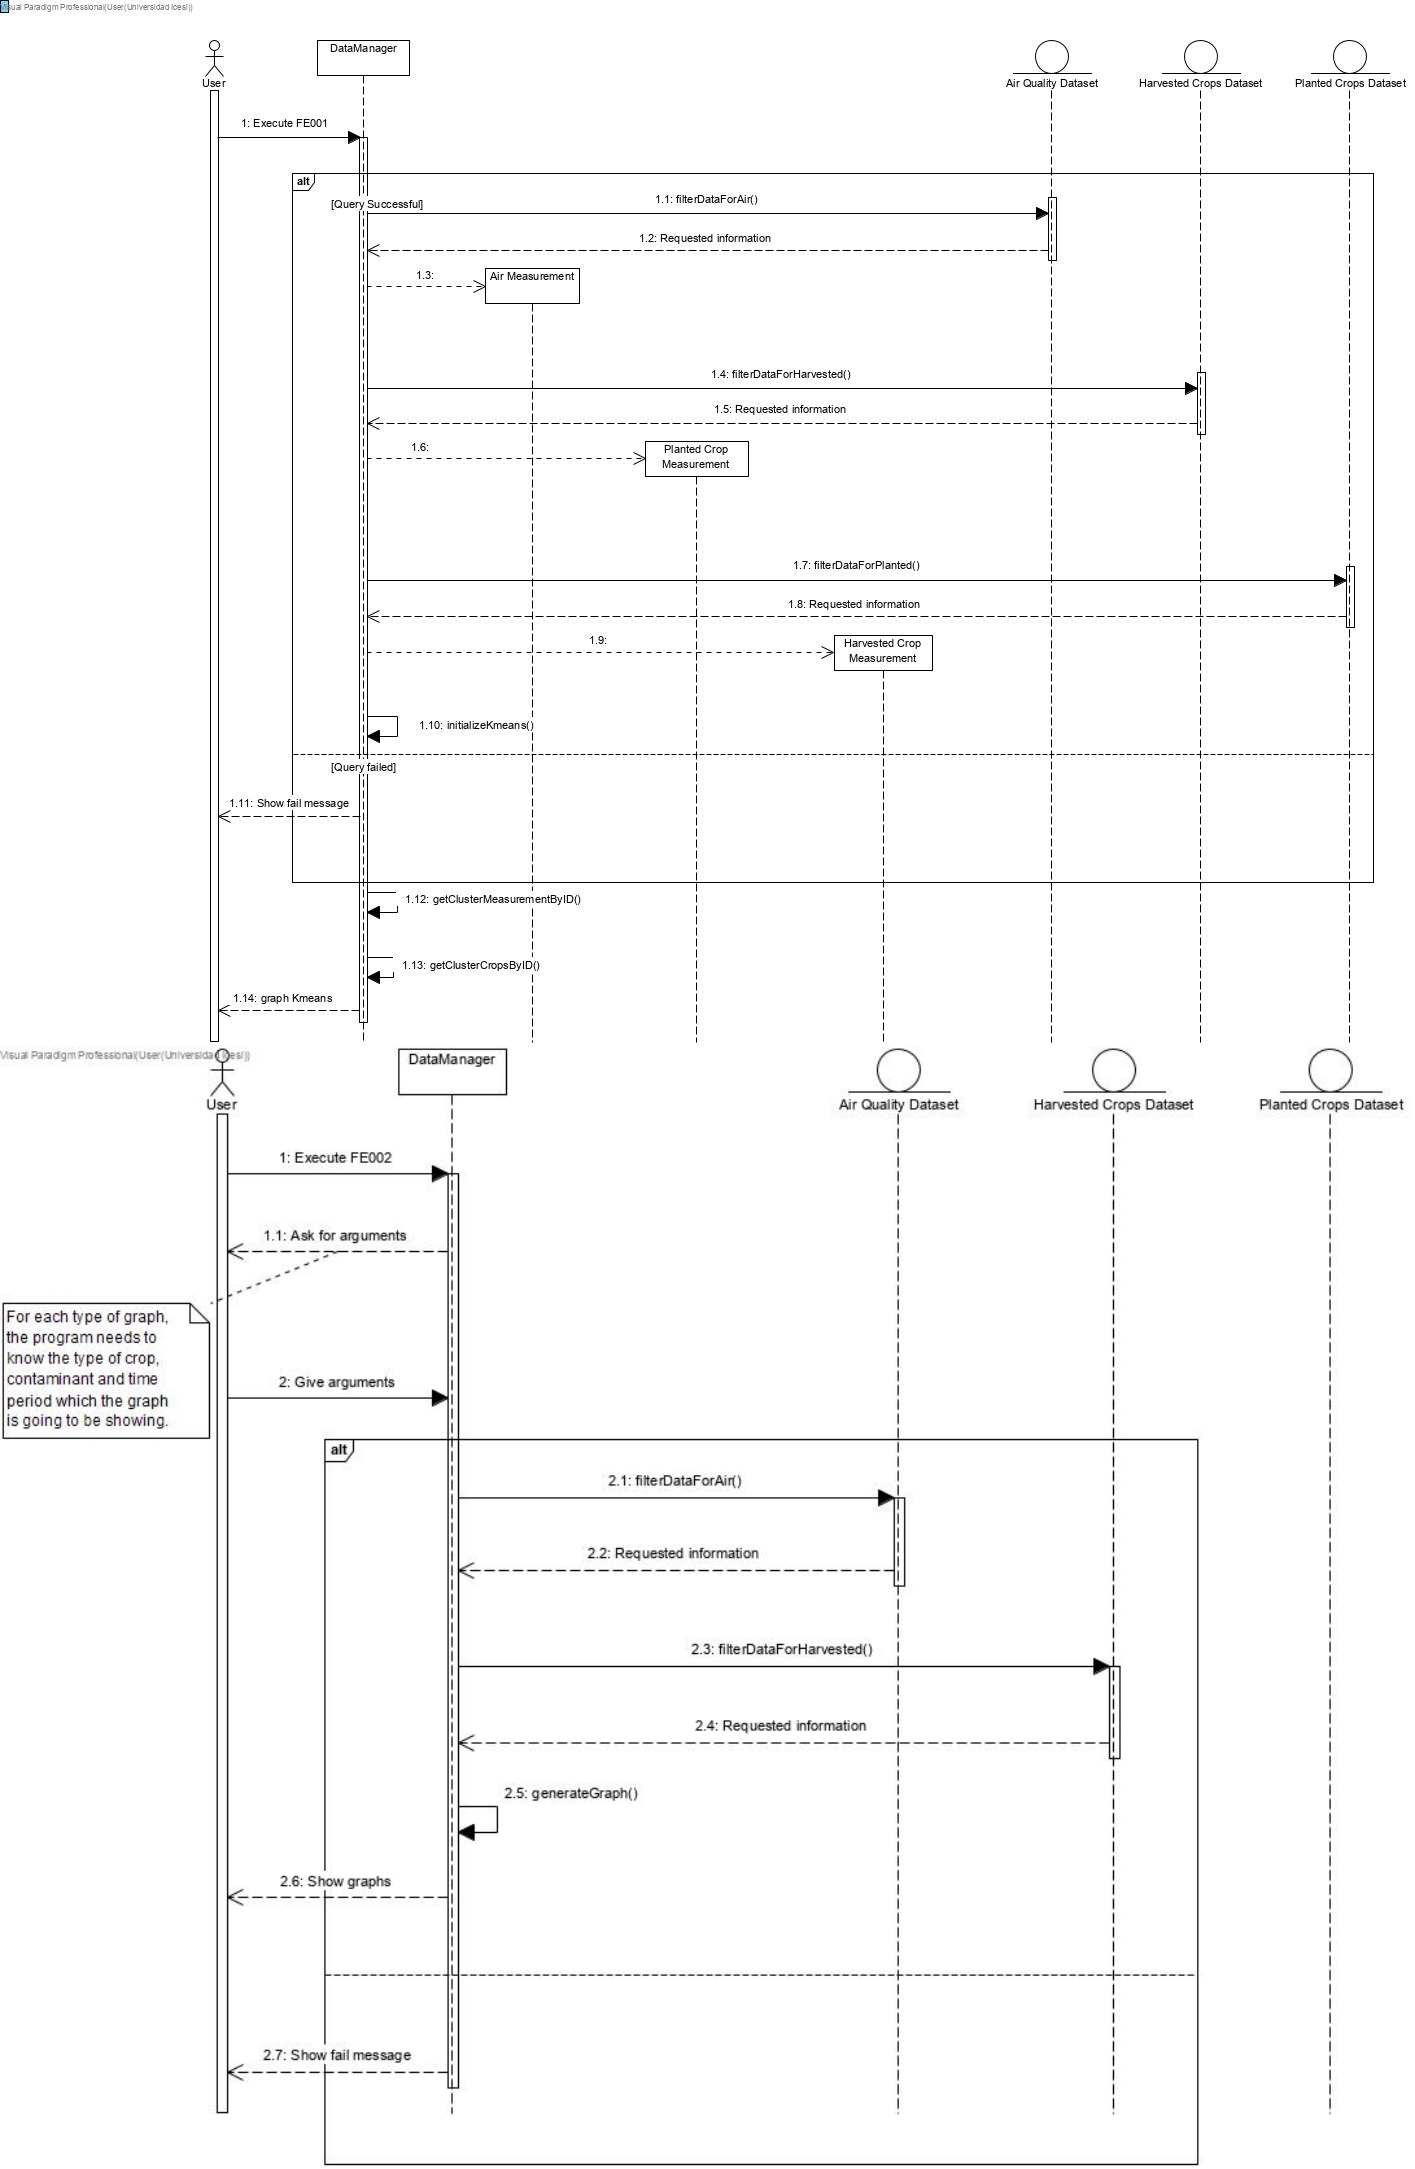 Visual Paradigm Professional(User(Universidad Icesi))
DataManager
User
Air Quality Dataset
Harvested Crops Dataset
Planted Crops Dataset
1: Execute FE001
alt
[Query Successful]
1.1: filterDataForAir()
1.2: Requested information
1.3:
Air Measurement
1.4: filterDataForHarvested()
1.5: Requested information
1.6:
Planted Crop
Measurement
1.7: filterDataForPlanted()
1.8: Requested information
1.9:
Harvested Crop
Measurement
1.10: initializeKmeans()
[Query failed]
1.11: Show fail message
1.12: getClusterMeasurementByID()
1.13: getClusterCropsByID()
1.14: graph Kmeans
Visual Paradigm Professional(User(Universidad Icesi))
DataManager
User
Air Quality Dataset
Harvested Crops Dataset
Planted Crops Dataset
1: Execute FE002
1.1: Ask for arguments
For each type of graph,
the program needs to
know the type of crop,
contaminant and time
period which the graph
is going to be showing.
2: Give arguments
alt
2.1: filterDataForAir()
2.2: Requested information
2.3: filterDataForHarvested()
2.4: Requested information
2.5: generateGraph()
2.6: Show graphs
2.7: Show fail message